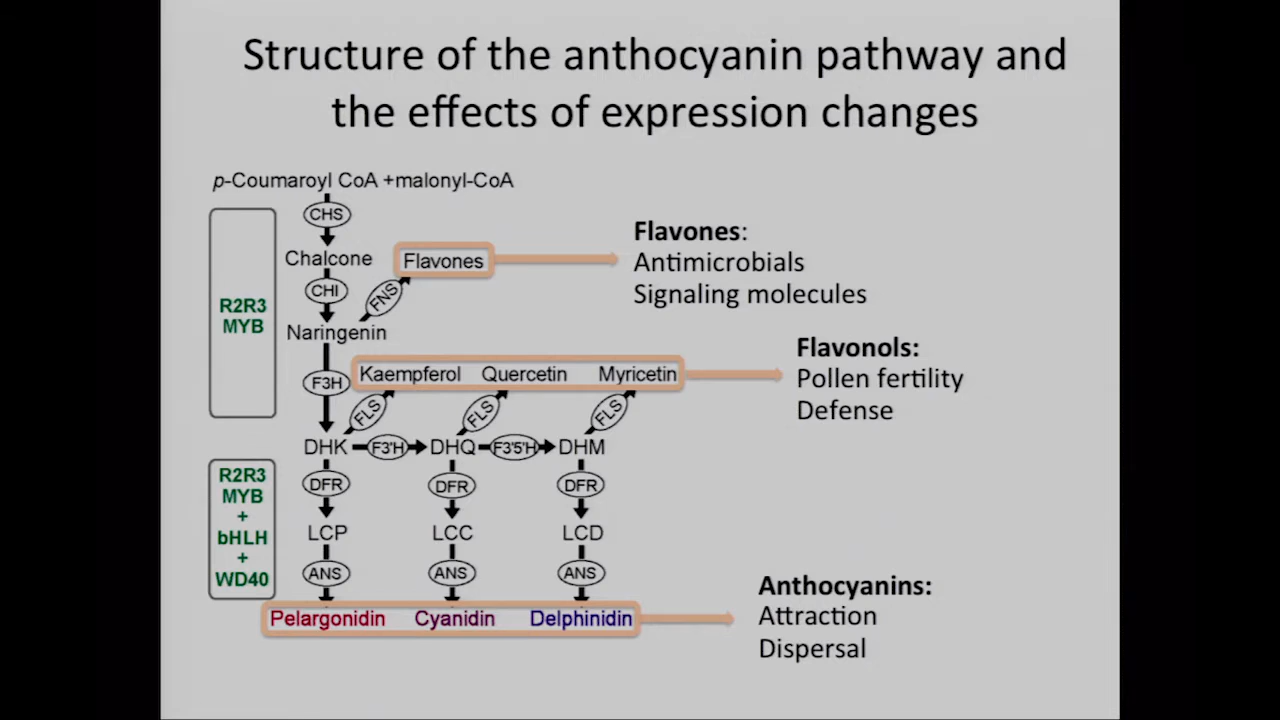 Structure of the anthocyanin pathway and
the effects of expression changes
p-Coumaroyl CoA +malonyl-CoA
CHS
Chalcone
Flavones
CHI
FNS
R2R3
MYB
Naringenin
F3H
Kaempferol Quercetin Myricetin
FLS FLS FLS
DHK F3'H DHQ F3'5'H DHM
R2R3
MYB
+
bHLH
+
WD40
DFR DFR DFR
LCP LCC LCD
ANS ANS ANS
Pelargonidin Cyanidin Delphinidin
Flavones:
Antimicrobials
Signaling molecules
Flavonols:
Pollen fertility
Defense
Anthocyanins:
Attraction
Dispersal